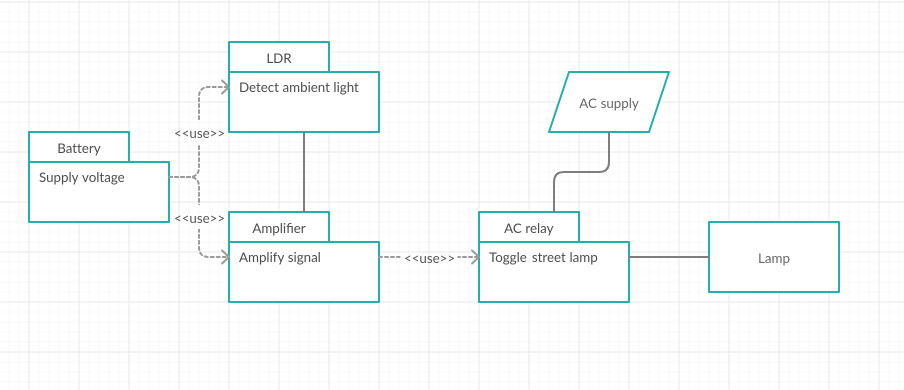 LDR
Detect ambient light
AC supply
<<use>>
Battery
Supply voltage
<<use>>
Amplifier
Amplify signal
<<use>>
AC relay
Toggle street lamp
Lamp